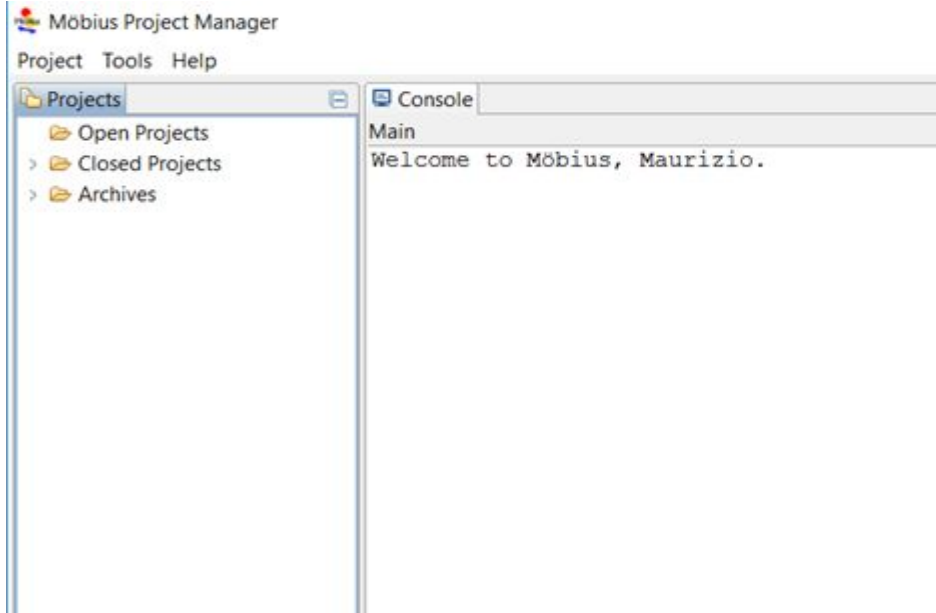 Möbius Project Manager
Project Tools Help
Projects
Open Projects
Closed Projects
Archives
Console
Main
Welcome to Möbius, Maurizio.